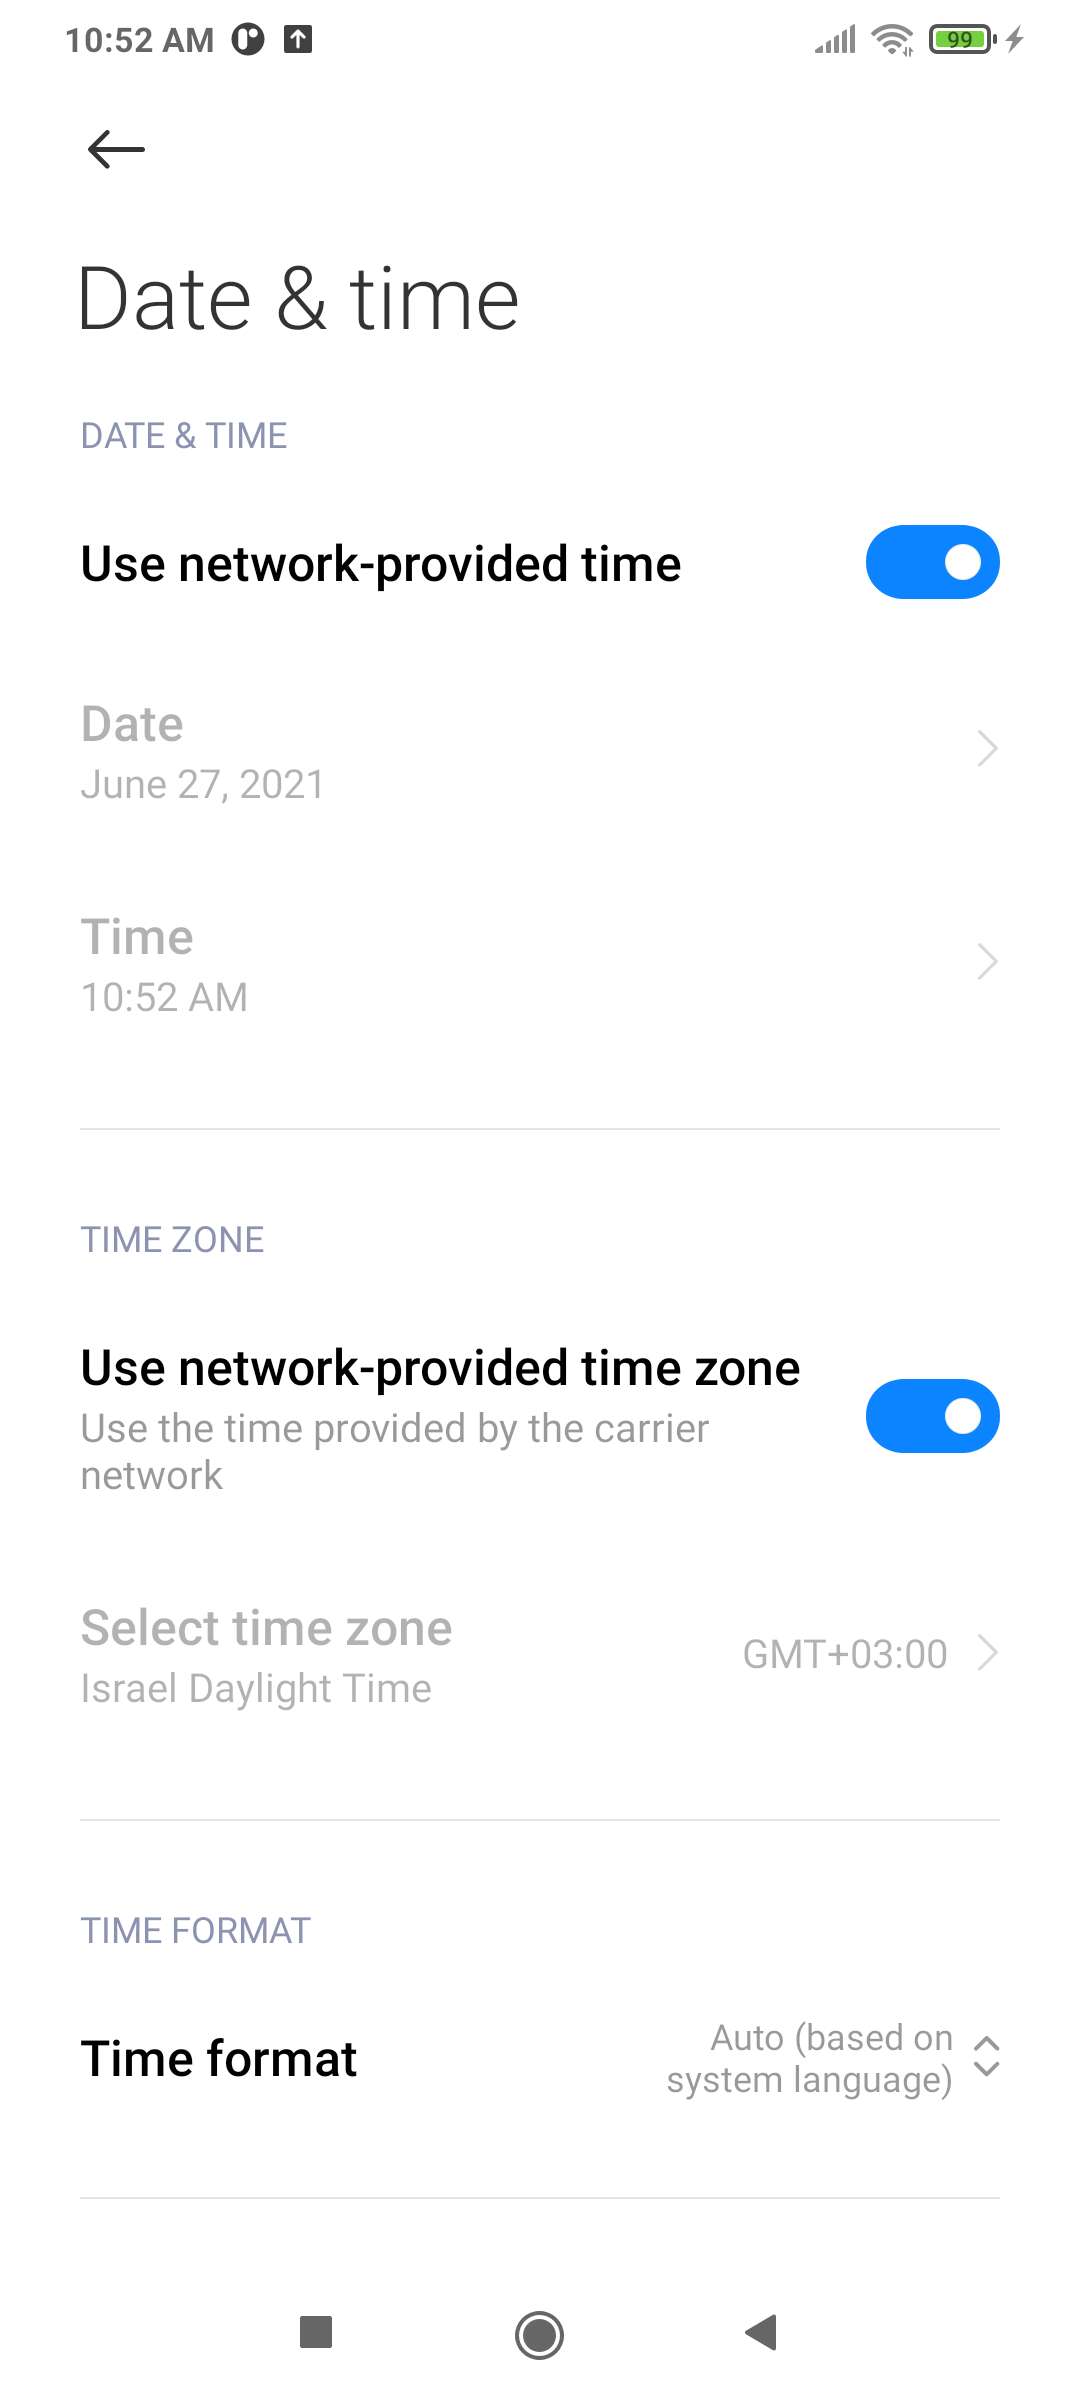 10:52 AM
99
Date & time
DATE & TIME
Use network-provided time
Date
June 27, 2021
Time
10:52 AM
TIME ZONE
Use network-provided time zone
Use the time provided by the carrier
network
Select time zone
GMT+03:00
Israel Daylight Time
TIME FORMAT
Time format
Auto (based on
system language)